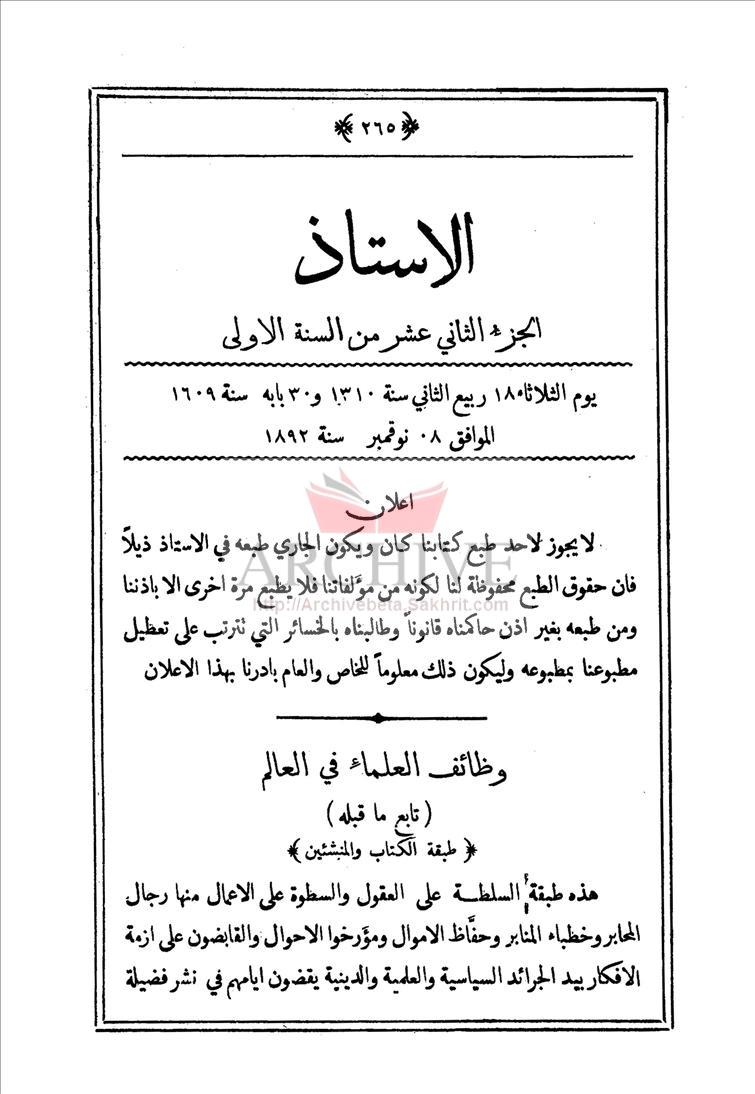 ﴿ ٢٦٥ ﴾
الاستاذ
الجزء الثاني عشر من السنة الاولى
يوم الثلاثاء ١٨ ربيع الثاني سنة ١٣١٠ و ٣٠ بابه سنة ١٦٠٩
الموافق ٠٨ نوفمبر سنة ١٨٩٢
اعلان
لا يجوز لاحد طبع كتابنا كان ويكون الجاري طبعه في الاستاذ ذيلاً
فان حقوق الطبع محفوظة لنا لكونه من مؤلفاتنا فلا يطبع مرة اخرى الا باذننا
ومن طبعه بغير اذن حاكمناه قانوناً وطالبناه بالخسائر التي تترتب على تعطيل
مطبوعنا بمطبوعه وليكون ذلك معلوماً للخاص والعام بادرنا بهذا الاعلان
ARCHIVE
http://Archivebeta.Sakhrit.com
وظائف العلماء في العالم
( تابع ما قبله )
﴿ طبقة الكتاب والمنشئين ﴾
هذه طبقة السلطة على العقول والسطوة على الاعمال منها رجال
المحابر وخطباء المنابر وحفَّاظ الاموال ومؤرخوا الاحوال والقابضون على ازمة
الافكار بيد الجرائد السياسية والعلمية والدينية يقضون ايامهم في نشر فضيلة